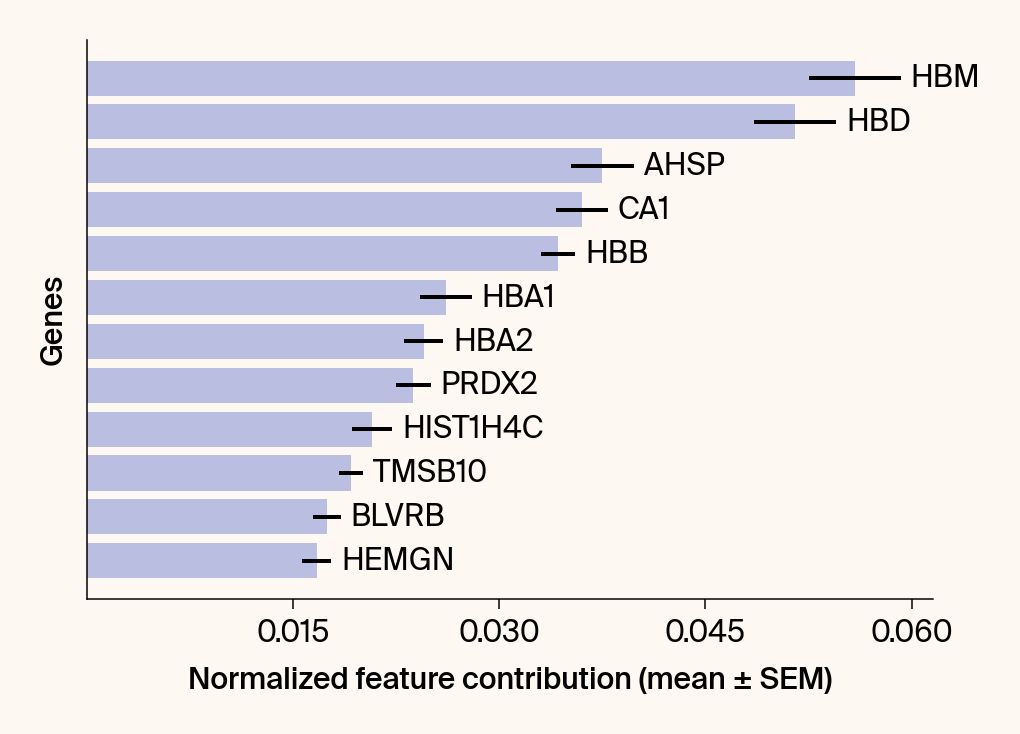 HBM
HBD
AHSP
CA1
HBB
HBA1
HBA2
PRDX2
HIST1H4C
TMSB10
BLVRB
HEMGN
Genes
0.015 0.030 0.045 0.060
Normalized feature contribution (mean ± SEM)